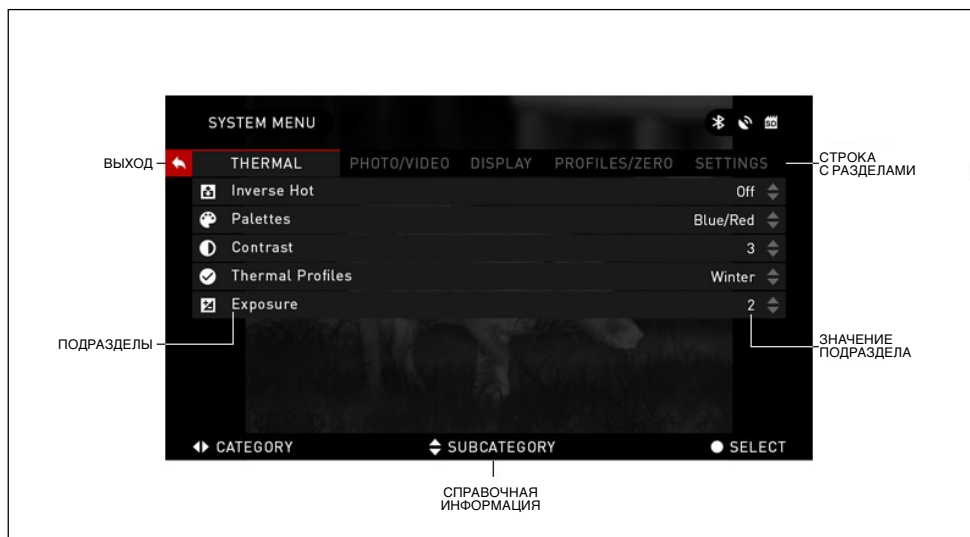 SYSTEM MENU
SD
ВЫХОД
THERMAL PHOTO/VIDEO DISPLAY PROFILES/ZERO SETTINGS
СТРОКА
С РАЗДЕЛАМИ
Inverse Hot Off
Palettes Blue/Red
Contrast 3
Thermal Profiles Winter
Exposure 2
ПОДРАЗДЕЛЫ
ЗНАЧЕНИЕ
ПОДРАЗДЕЛА
CATEGORY SUBCATEGORY SELECT
СПРАВОЧНАЯ
ИНФОРМАЦИЯ